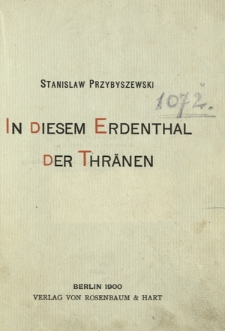 STANISLAW PRZYBYSZEWSKI
1072.
IN DIESEM ERDENTHAL
DER THRÄNEN
BERLIN 1900
VERLAG VON ROSENBAUM & HART